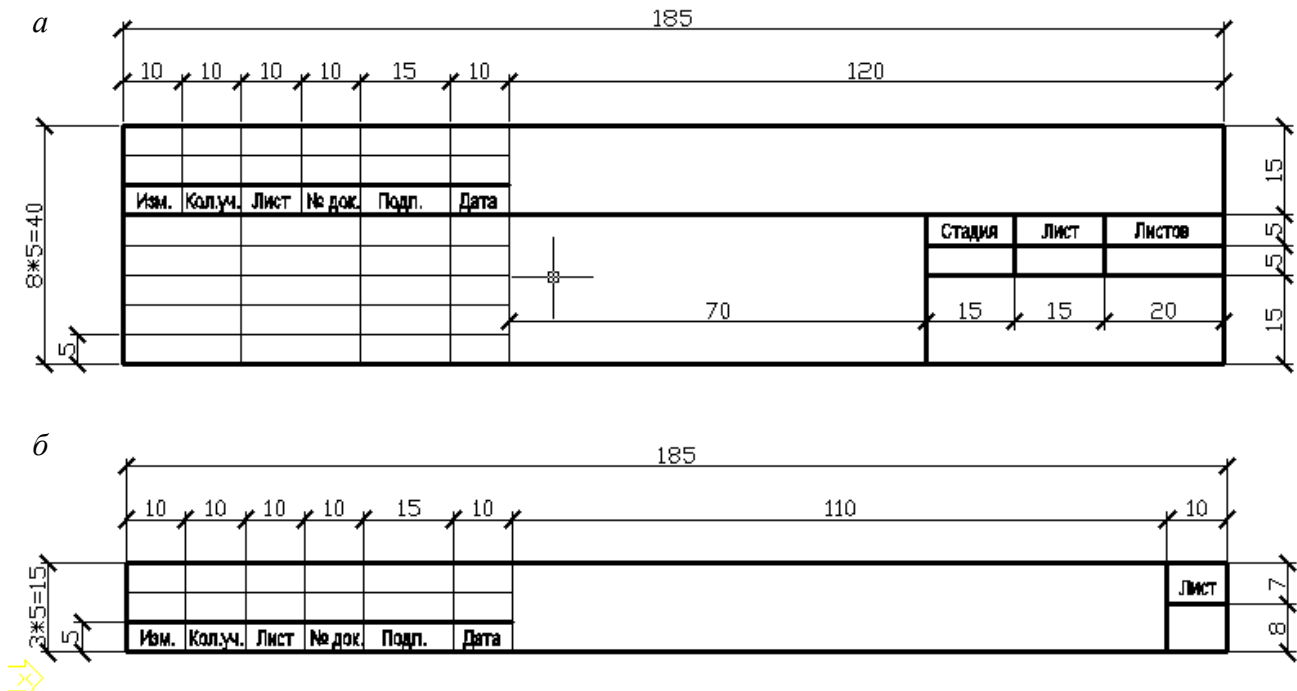 а
185
10 10 10 10 15 10 120
8*5=40
15
Изм. Кол.уч. Лист № док. Подп. Дата
Стадия Лист Листов
5
5
70 15 15 20
15
5
б
185
10 10 10 10 15 10 110 10
3*5=15
Лист
7
5
Изм. Кол.уч. Лист № док. Подп. Дата
8
X